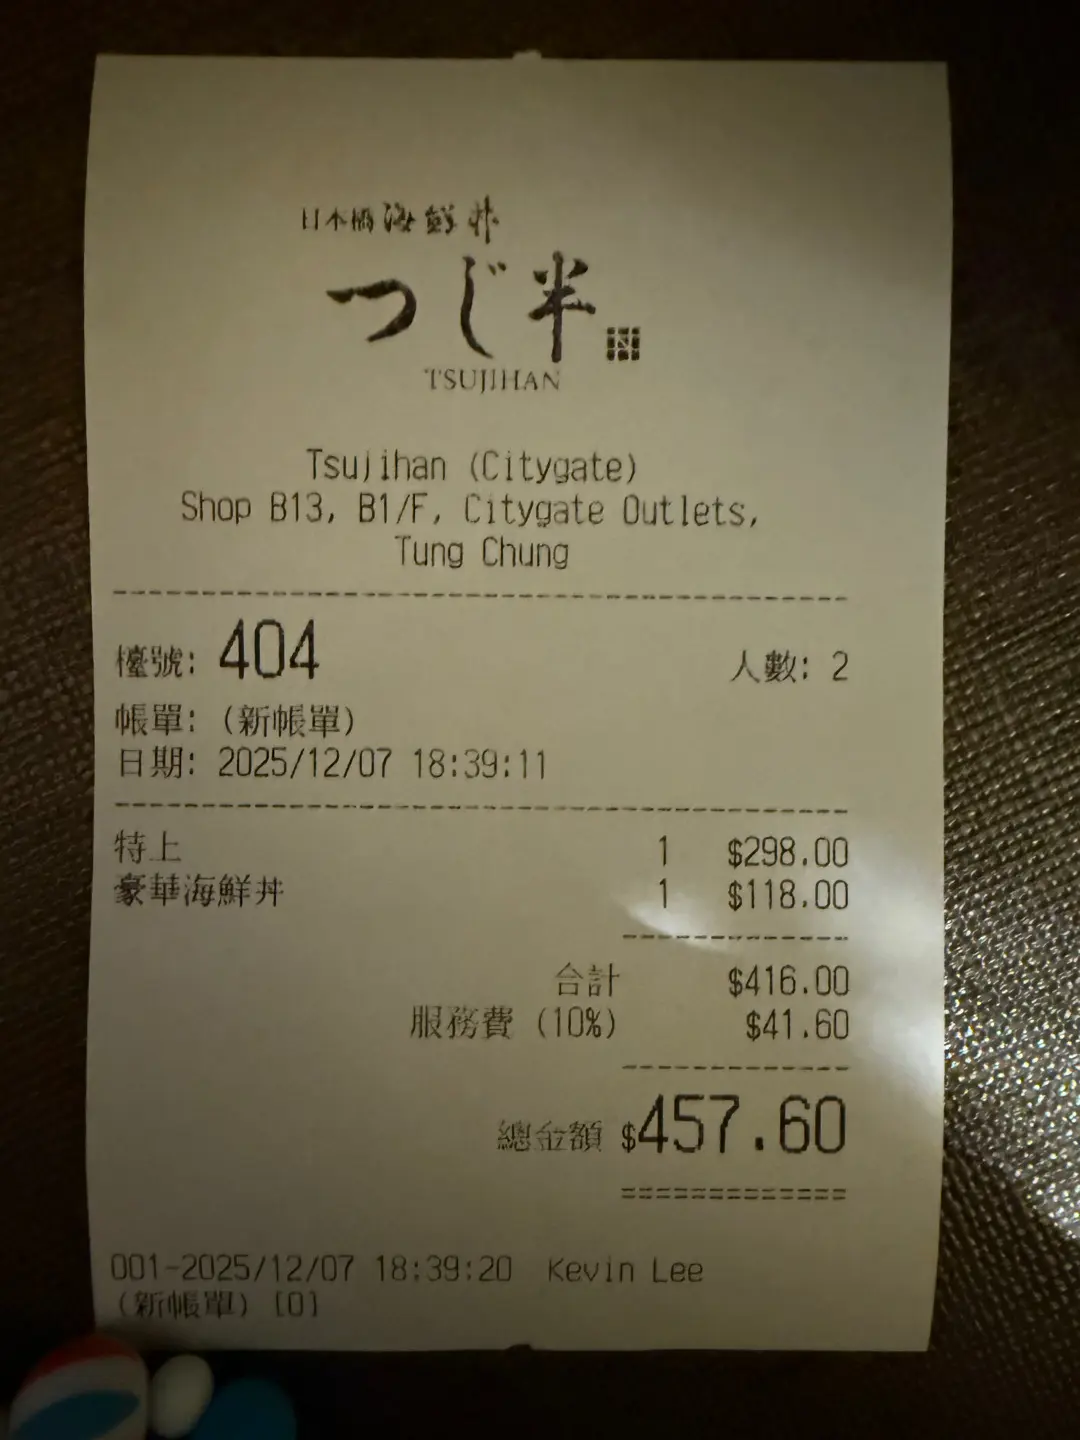 日本橋海鮮丼
つじ半
TSUJIHAN
Tsujihan (Citygate)
Shop B13, B1/F, Citygate Outlets,
Tung Chung
檯號: 404 人數: 2
帳單: (新帳單)
日期: 2025/12/07 18:39:11
特上 1 $298.00
豪華海鮮丼 1 $118.00
合計 $416.00
服務費 (10%) $41.60
總金額 $457.60
001-2025/12/07 18:39:20 Kevin Lee
(新帳單) [0]